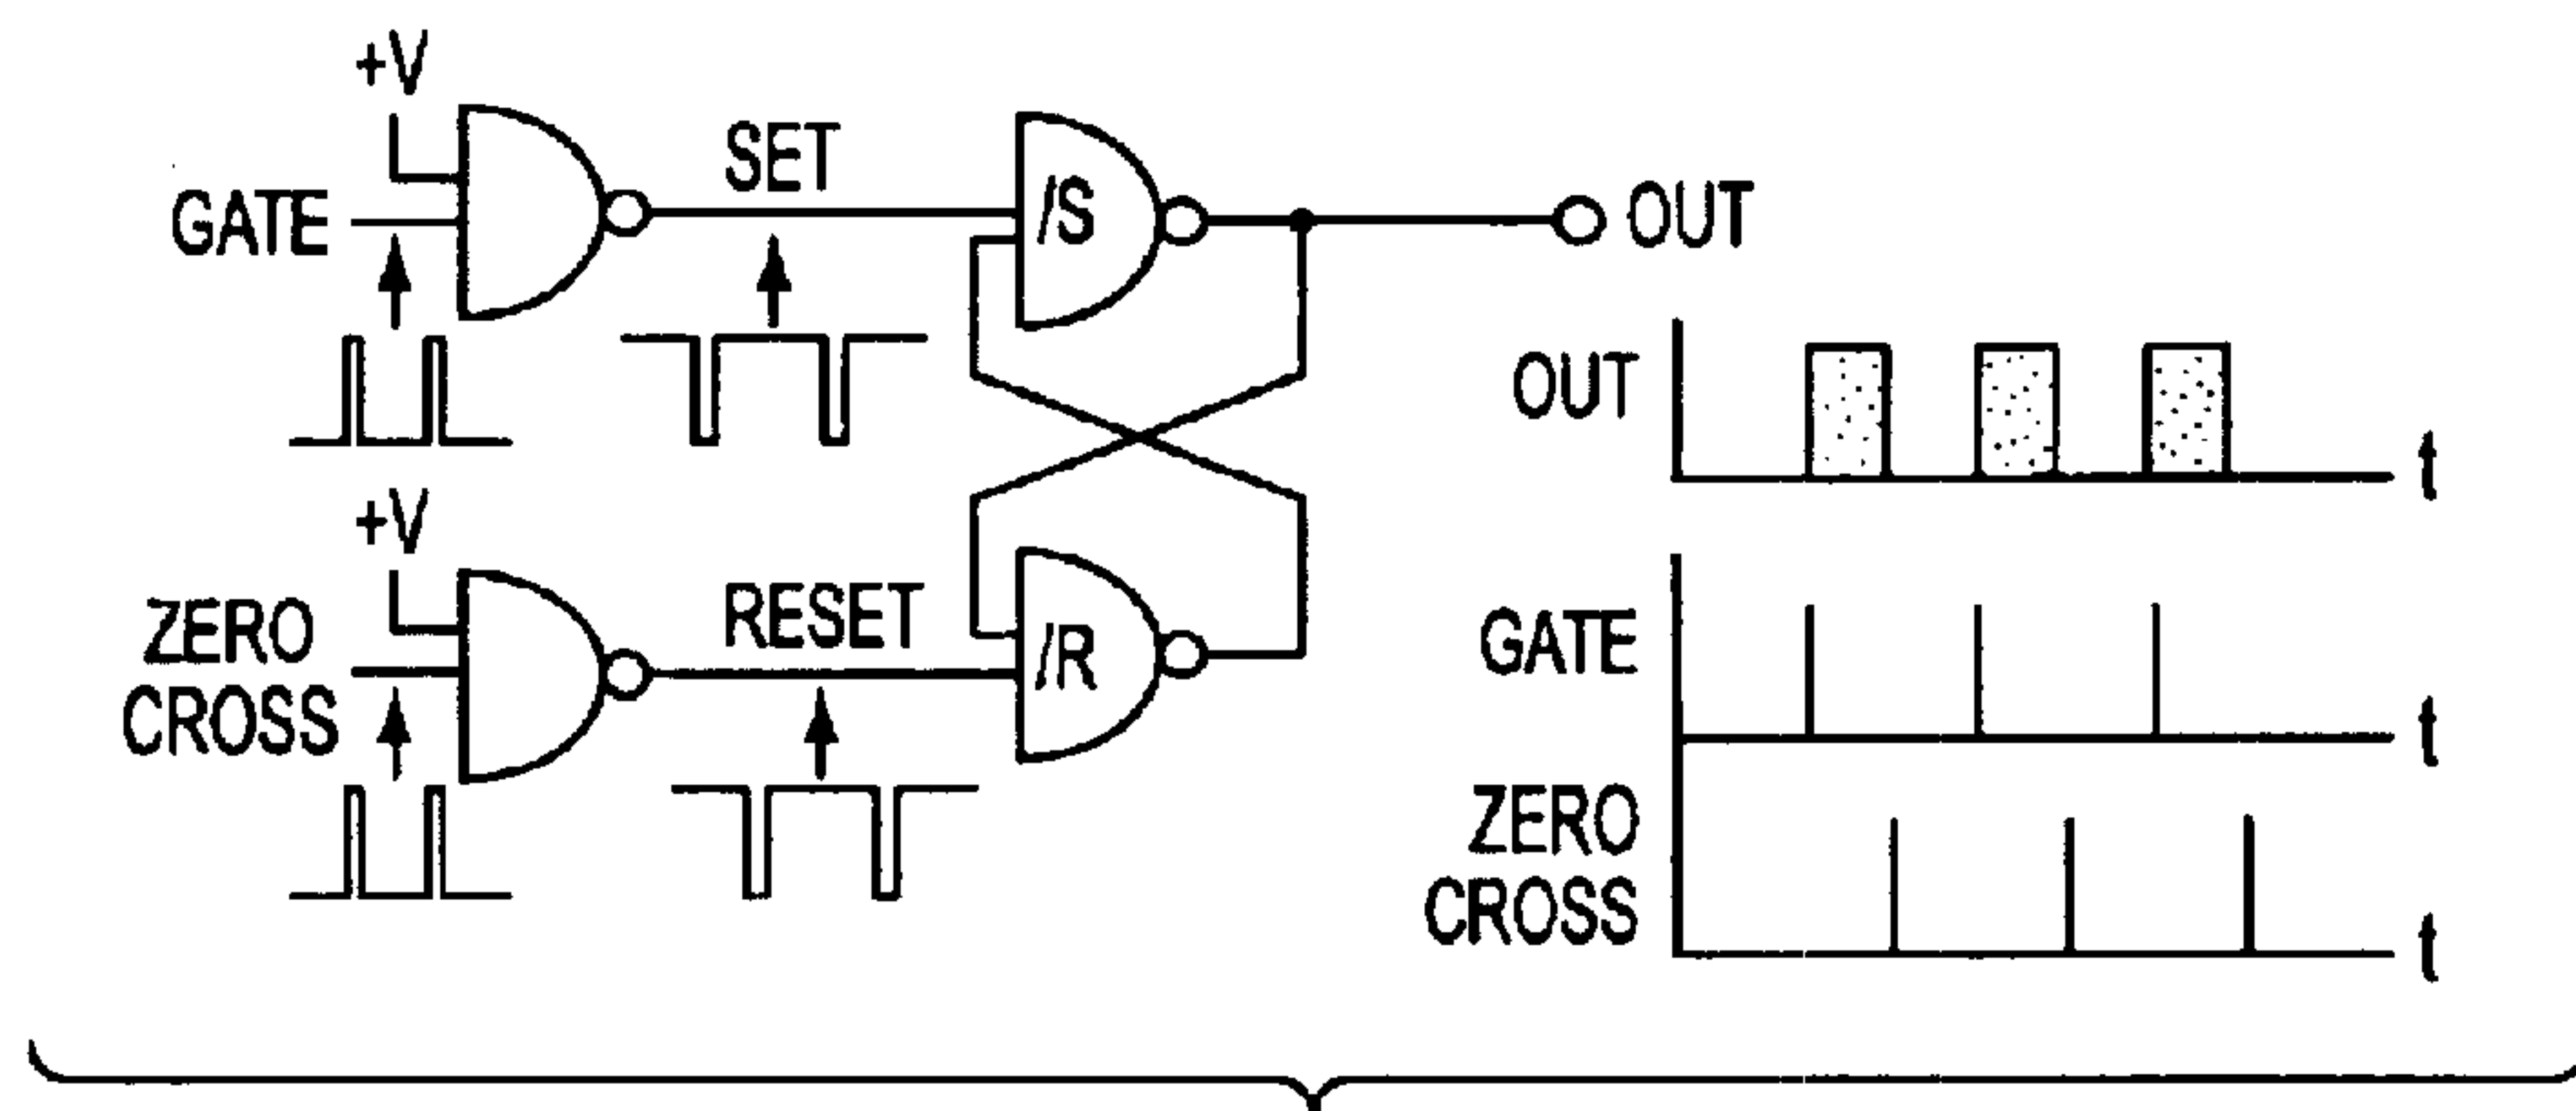 +V
GATE
SET
/S
OUT
+V
ZERO
CROSS
RESET
/R
OUT
t
GATE
t
ZERO
CROSS
t